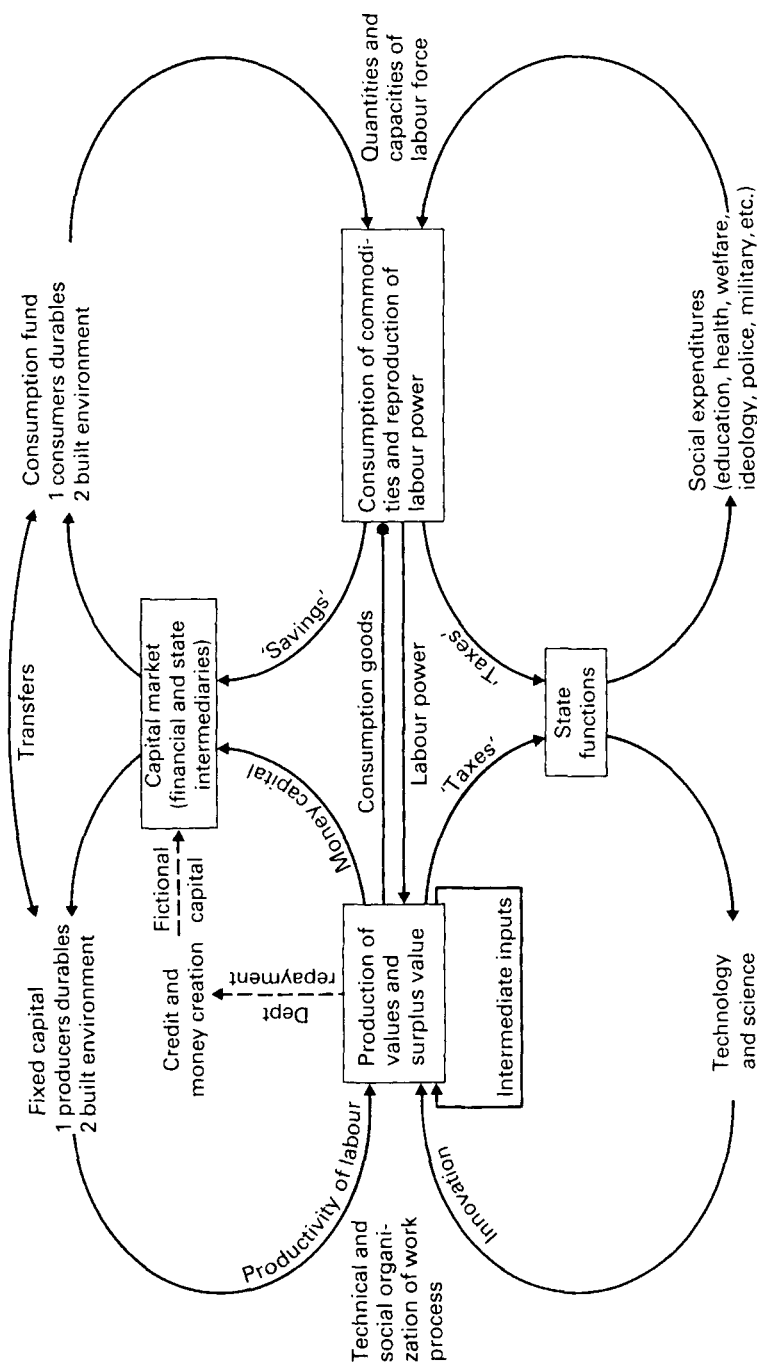 Transfers
Fixed capital
1 producers durables
2 built environment
Capital market
(financial and state
intermediaries)
Consumption fund
1 consumers durables
2 built environment
Credit and
money creation
Fictional
capital
Dept
repayment
Money capital
'Savings'
Productivity of labour
Technical and
social organi-
zation of work
process
Production of
values and
surplus value
Consumption goods
Labour power
Consumption of commodi-
ties and reproduction of
labour power
Quantities and
capacities of
labour force
Intermediate inputs
Innovation
'Taxes'
'Taxes'
State
functions
Technology
and science
Social expenditures
(education, health, welfare,
ideology, police, military, etc.)